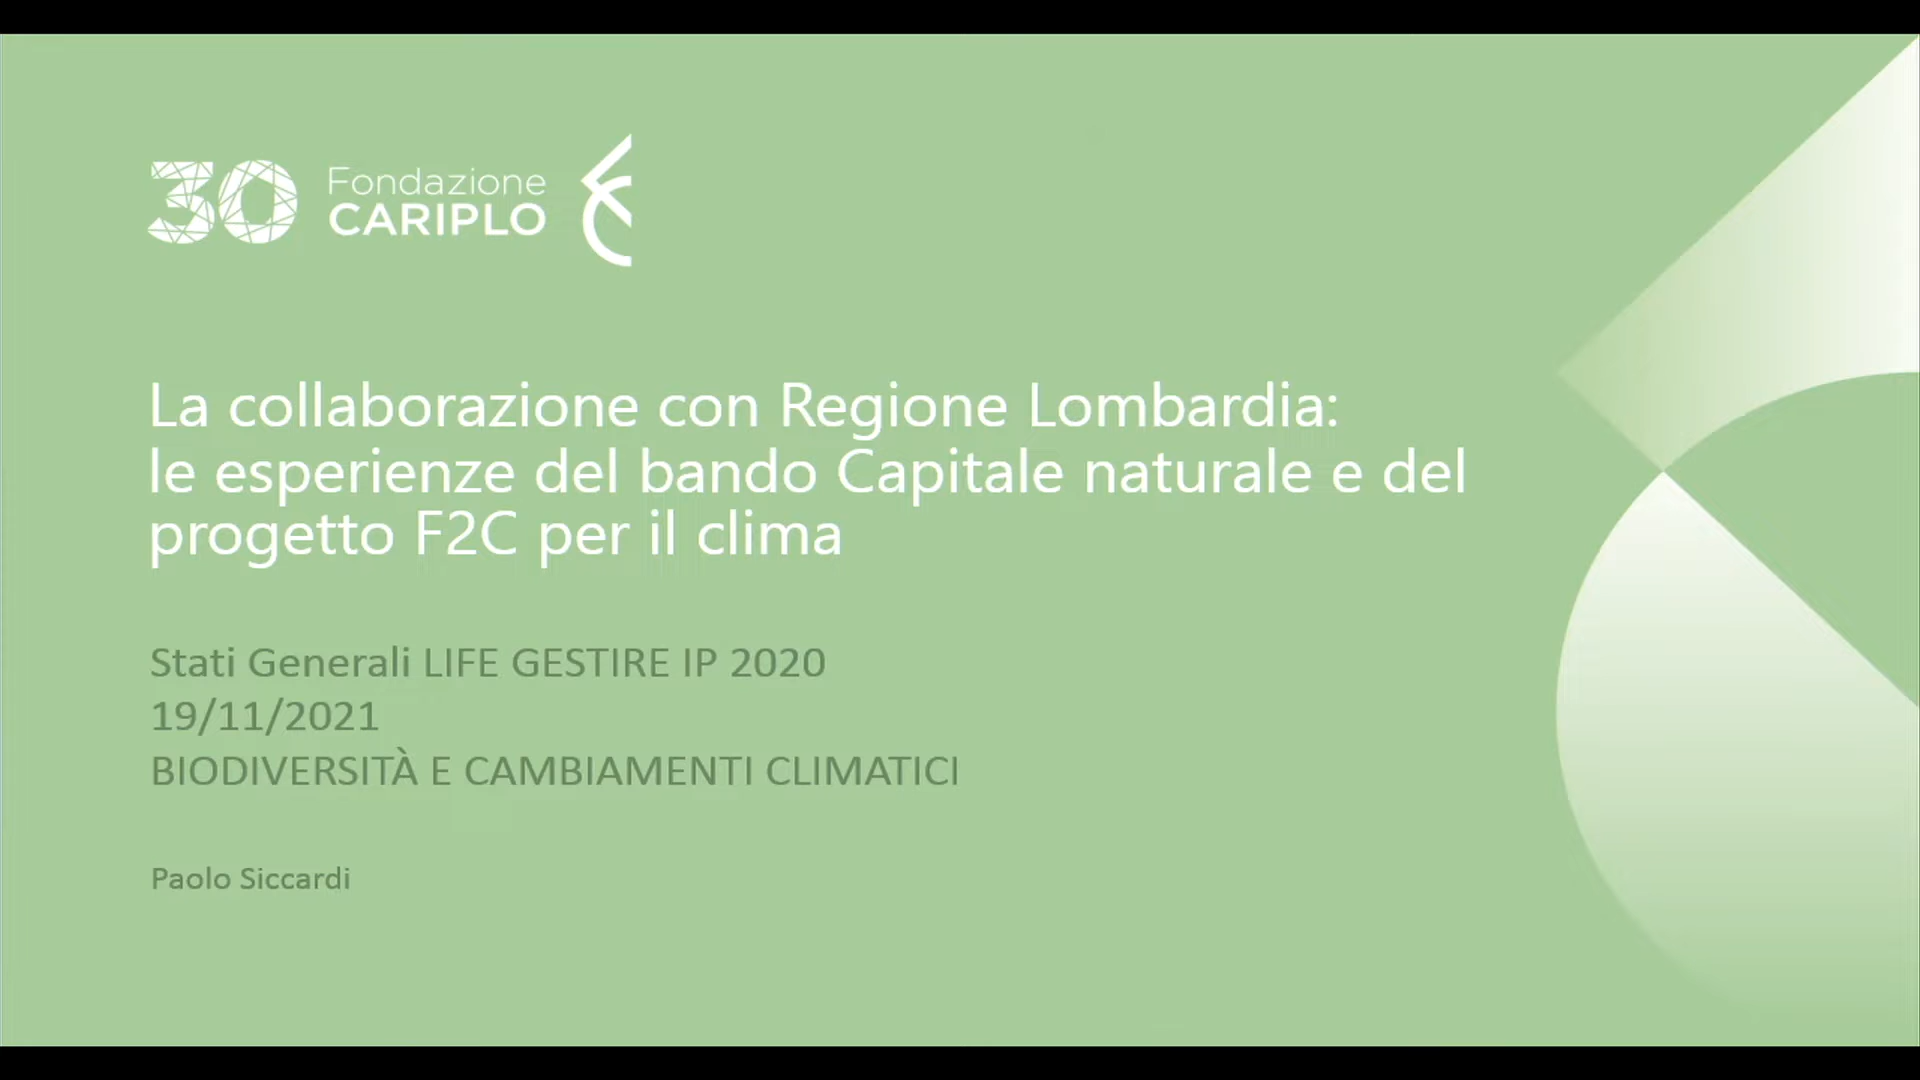 30 Fondazione
CARIPLO
La collaborazione con Regione Lombardia:
le esperienze del bando Capitale naturale e del
progetto F2C per il clima
Stati Generali LIFE GESTIRE IP 2020
19/11/2021
BIODIVERSITÀ E CAMBIAMENTI CLIMATICI
Paolo Siccardi